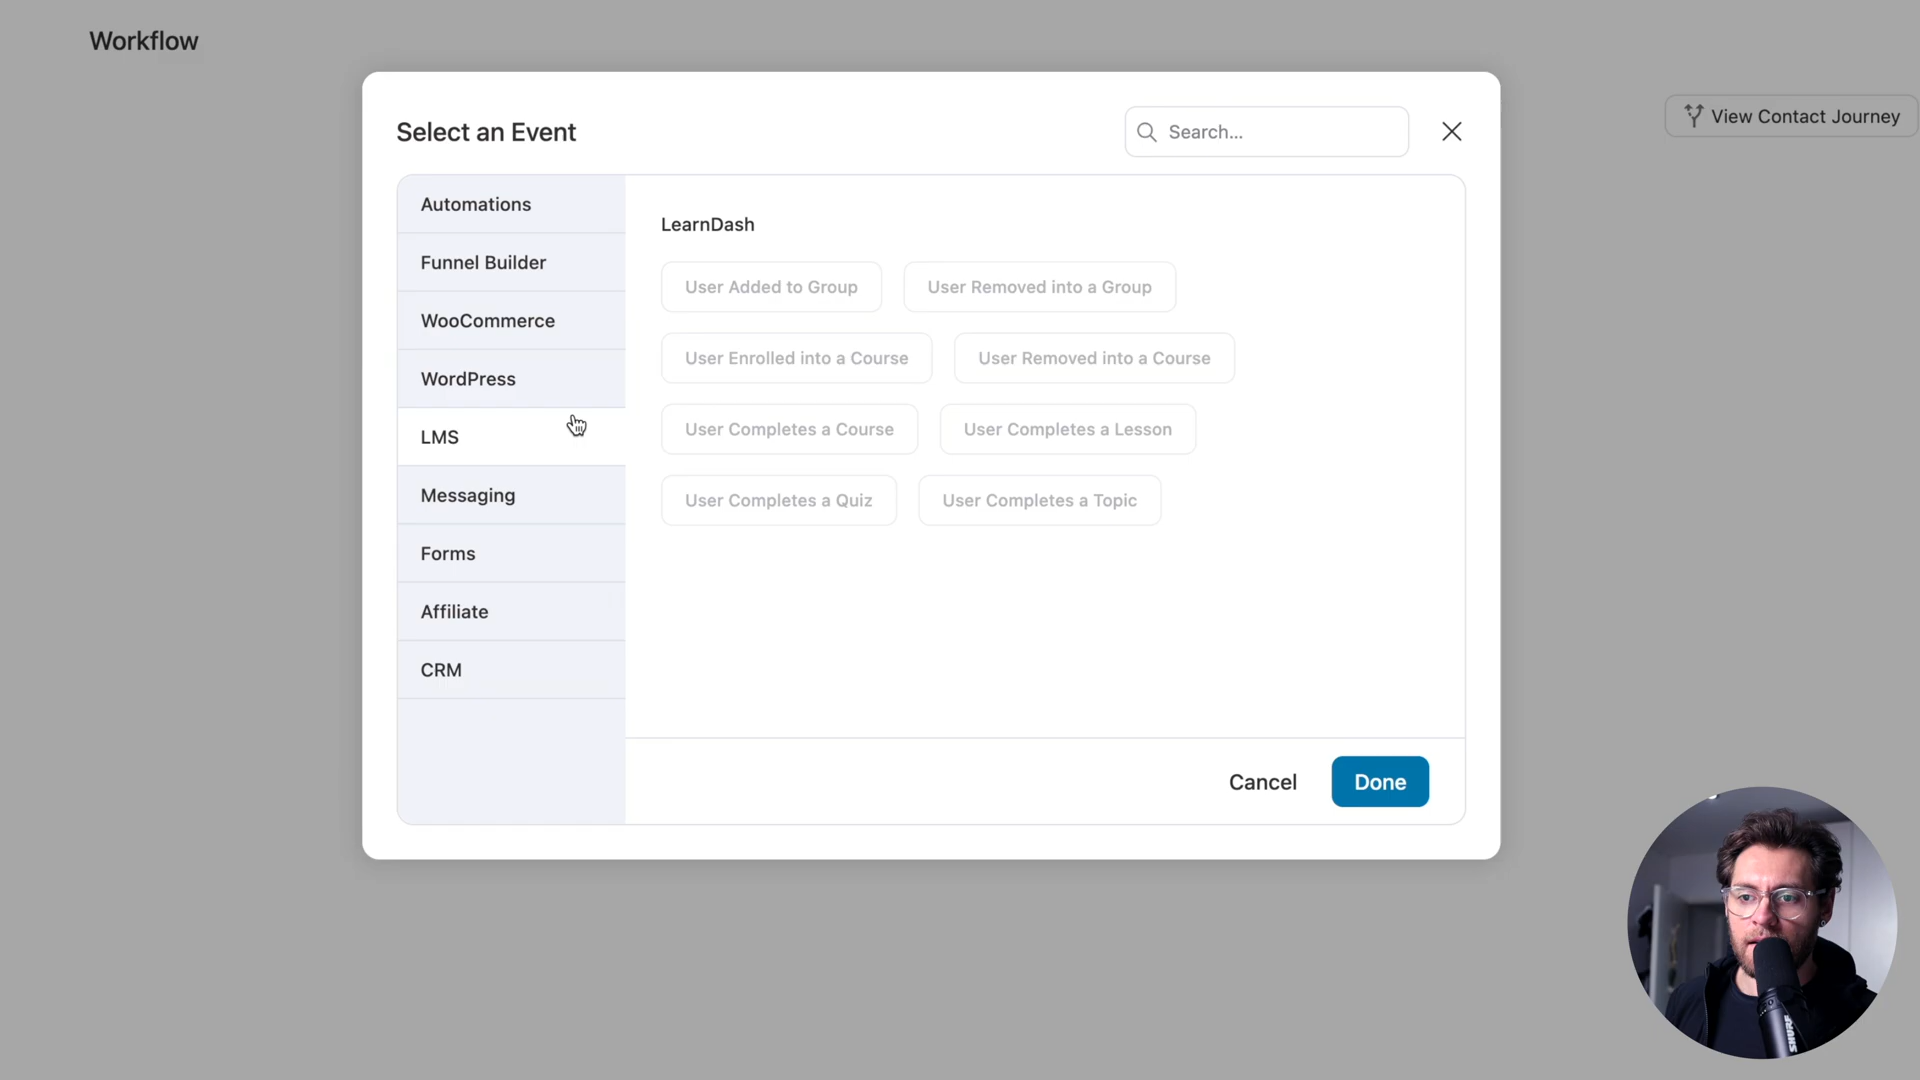 Workflow
View Contact Journey
Select an Event
Search...
Automations
Funnel Builder
WooCommerce
WordPress
LMS
Messaging
Forms
Affiliate
CRM
LearnDash
User Added to Group
User Removed into a Group
User Enrolled into a Course
User Removed into a Course
User Completes a Course
User Completes a Lesson
User Completes a Quiz
User Completes a Topic
Cancel
Done
SHURE